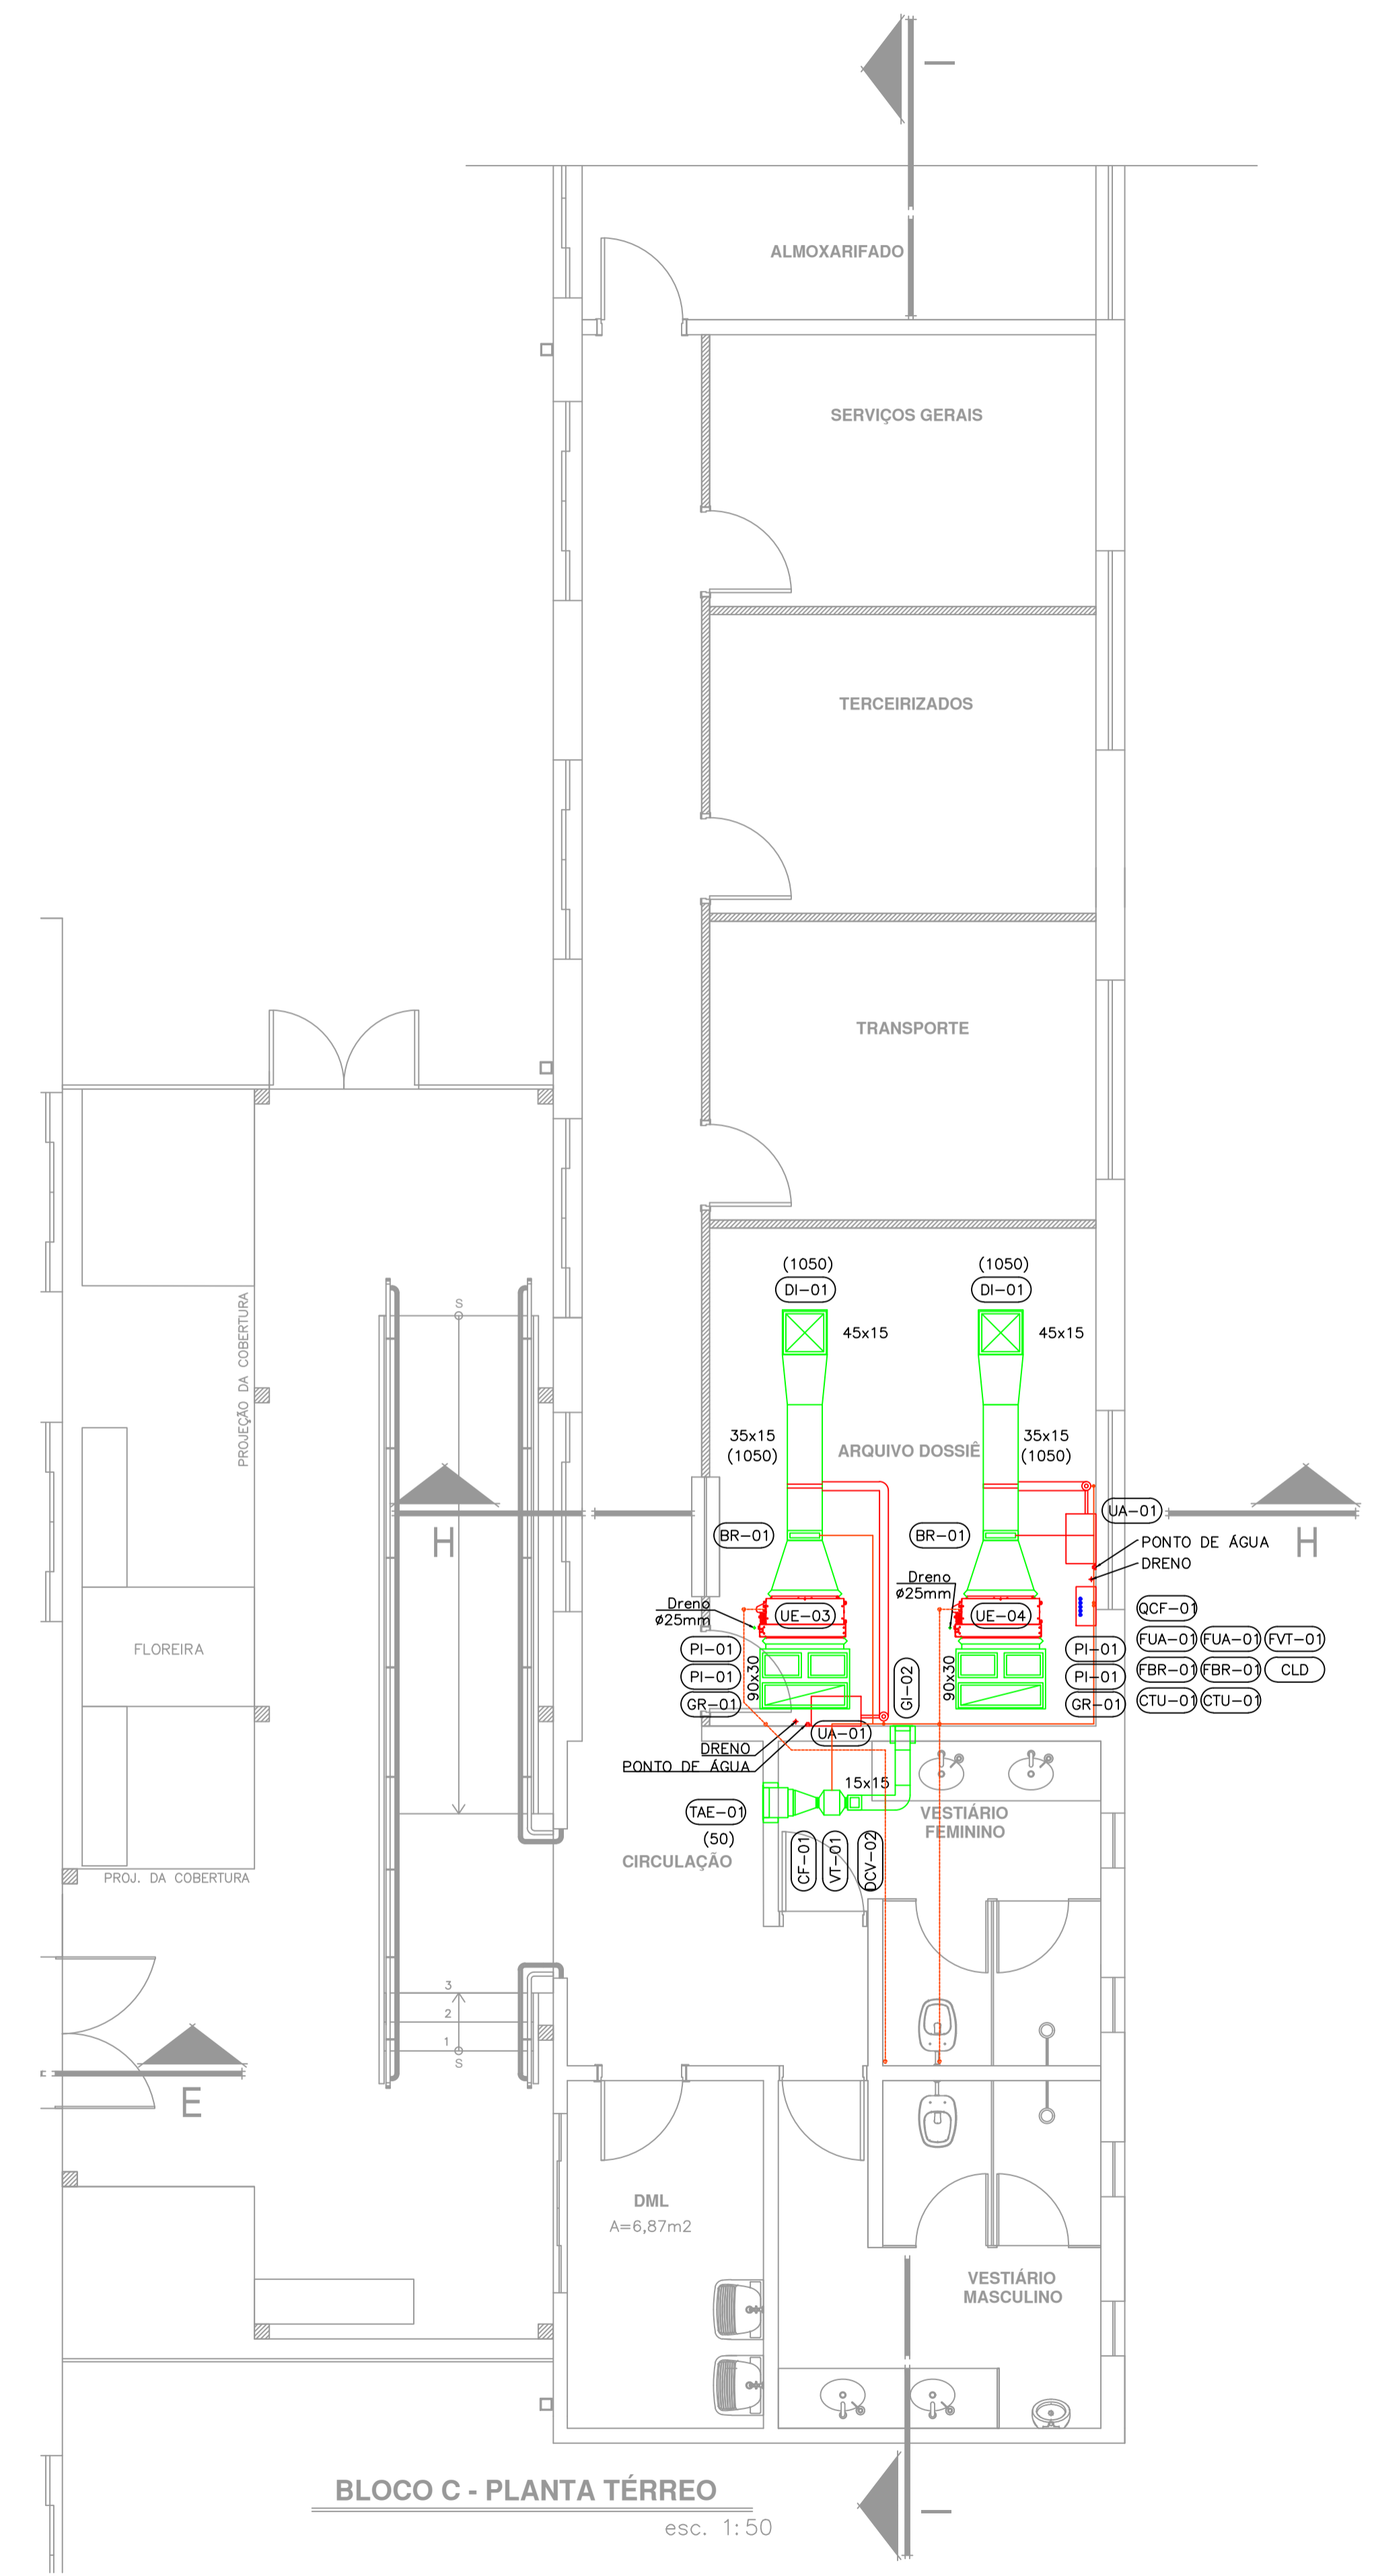 I
ALMOXARIFADO
SERVIÇOS GERAIS
TERCEIRIZADOS
TRANSPORTE
(1050)
(1050)
DI-01
DI-01
PROJEÇÃO DA COBERTURA
S
45x15
45x15
35x15
(1050)
35x15
(1050)
ARQUIVO DOSSIÊ
UA-01
H
BR-01
BR-01
H
PONTO DE ÁGUA
DRENO
Dreno
ø25mm
Dreno
ø25mm
UE-03
UE-04
QCF-01
FLOREIRA
FUA-01
FUA-01
FVT-01
PI-01
PI-01
GR-01
90x30
GI-02
90x30
PI-01
PI-01
GR-01
FBR-01
FBR-01
CLD
CTU-01
CTU-01
UA-01
DRENO
PONTO DE ÁGUA
15x15
TAE-01
(50)
VESTIÁRIO
FEMININO
CF-01
VT-01
DCV-02
CIRCULAÇÃO
PROJ. DA COBERTURA
3
2
1
S
E
DML
A=6,87m2
VESTIÁRIO
MASCULINO
BLOCO C - PLANTA TÉRREO
esc. 1:50
I